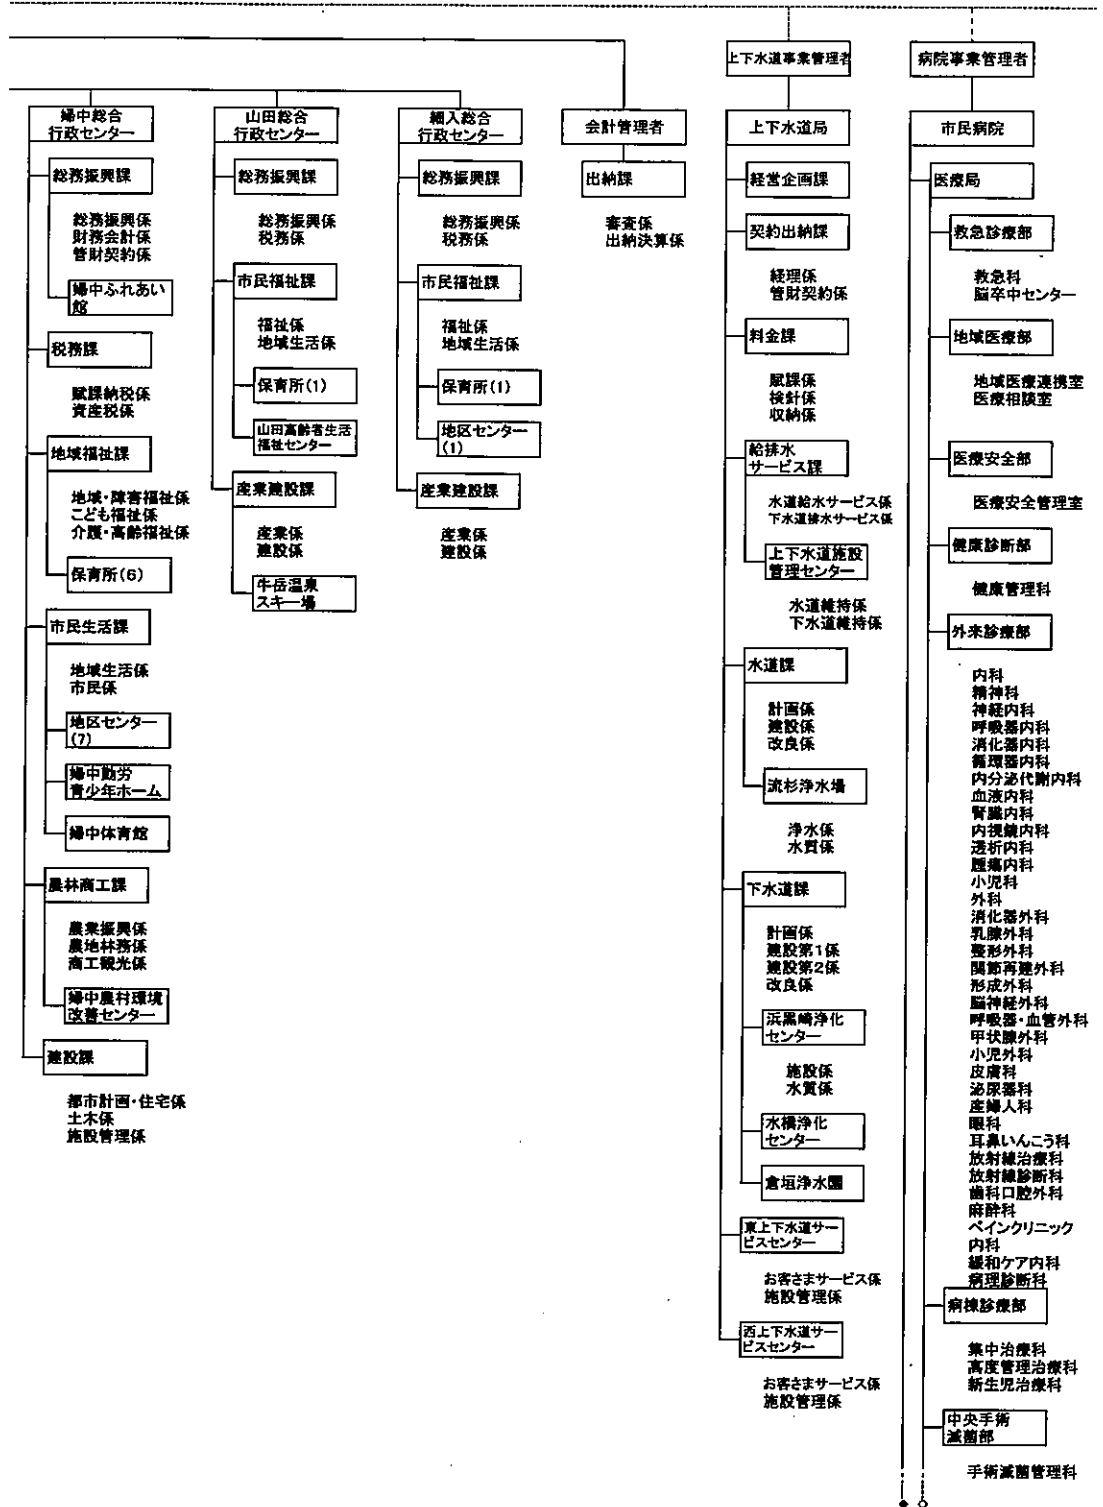 婦中総合
行政センター
総務振興課
総務振興係
財務会計係
管財契約係
婦中ふれあい
館
税務課
賦課納税係
資産税係
地域福祉課
地域・障害福祉係
こども福祉係
介護・高齢福祉係
保育所(6)
市民生活課
地域生活係
市民係
地区センター
(7)
婦中勤労
青少年ホーム
婦中体育館
農林商工課
農業振興係
農地林務係
商工観光係
婦中農村環境
改善センター
建設課
都市計画・住宅係
土木係
施設管理係
山田総合
行政センター
総務振興課
総務振興係
税務係
市民福祉課
福祉係
地域生活係
保育所(1)
山田高齢者生活
福祉センター
産業建設課
産業係
建設係
牛岳温泉
スキー場
細入総合
行政センター
総務振興課
総務振興係
税務係
市民福祉課
福祉係
地域生活係
保育所(1)
地区センター
(1)
産業建設課
産業係
建設係
会計管理者
出納課
審査係
出納決算係
上下水道事業管理者
上下水道局
経営企画課
契約出納課
経理係
管財契約係
料金課
賦課係
検針係
収納係
給排水
サービス課
水道給水サービス係
下水道排水サービス係
上下水道施設
管理センター
水道維持係
下水道維持係
水道課
計画係
建設係
改良係
流杉浄水場
浄水係
水質係
下水道課
計画係
建設第1係
建設第2係
改良係
浜黒崎浄化
センター
施設係
水質係
水橋浄化
センター
倉垣浄水園
東上下水道サー
ビスセンター
お客さまサービス係
施設管理係
西上下水道サー
ビスセンター
お客さまサービス係
施設管理係
病院事業管理者
市民病院
医療局
救急診療部
救急科
脳卒中センター
地域医療部
地域医療連携室
医療相談室
医療安全部
医療安全管理室
健康診断部
健康管理科
外来診療部
内科
精神科
神経内科
呼吸器内科
消化器内科
循環器内科
内分泌代謝内科
血液内科
腎臓内科
内視鏡内科
透析内科
腫瘍内科
小児科
外科
消化器外科
乳腺外科
整形外科
関節再建外科
形成外科
脳神経外科
呼吸器・血管外科
甲状腺外科
小児外科
皮膚科
泌尿器科
産婦人科
眼科
耳鼻いんこう科
放射線治療科
放射線診断科
歯科口腔外科
麻酔科
ペインクリニック
内科
緩和ケア内科
病理診断科
病棟診療部
集中治療科
高度管理治療科
新生児治療科
中央手術
滅菌部
手術滅菌管理科